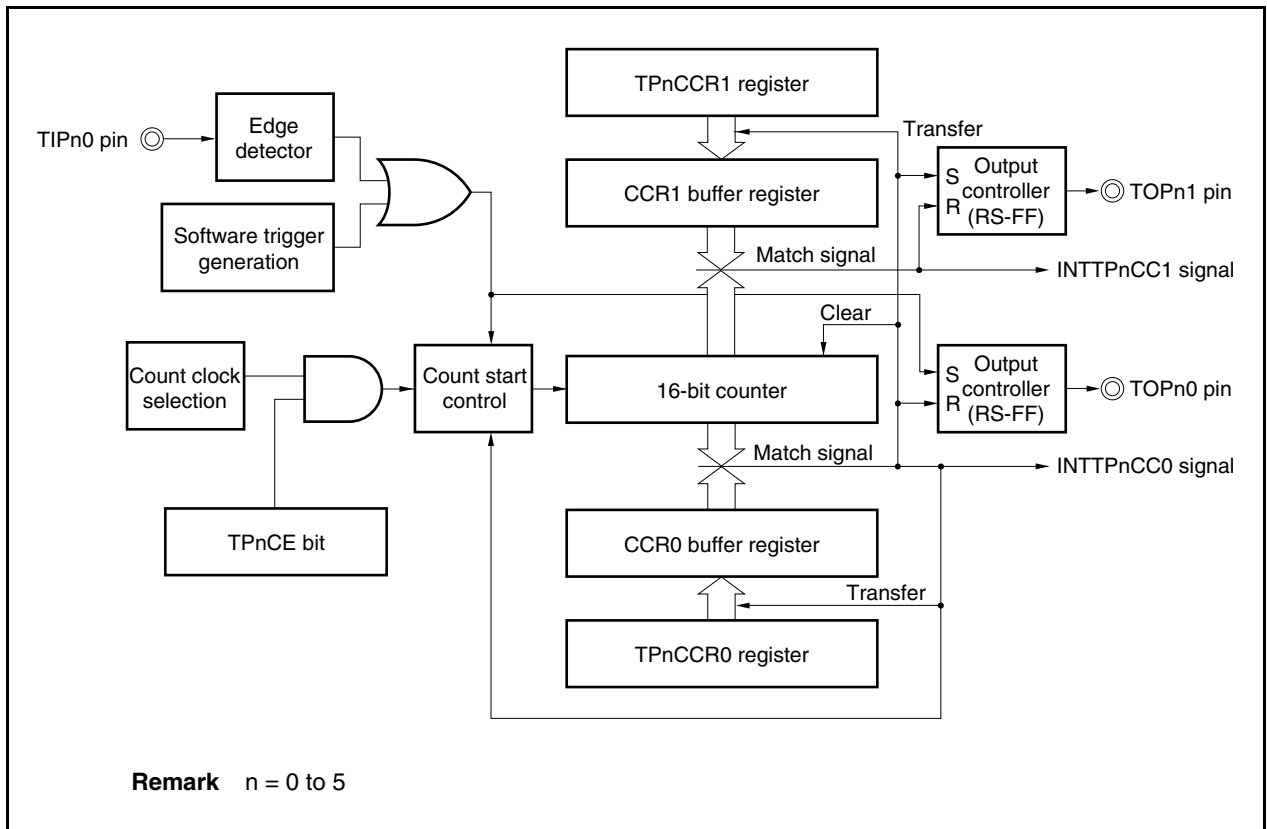 TPnCCR1 register
TIPn0 pin
Edge
detector
Transfer
CCR1 buffer register
S
R
Output
controller
(RS-FF)
TOPn1 pin
Software trigger
generation
Match signal
INTTPnCC1 signal
Clear
Count clock
selection
Count start
control
16-bit counter
S
R
Output
controller
(RS-FF)
TOPn0 pin
Match signal
INTTPnCC0 signal
TPnCE bit
CCR0 buffer register
Transfer
TPnCCR0 register
Remark n = 0 to 5